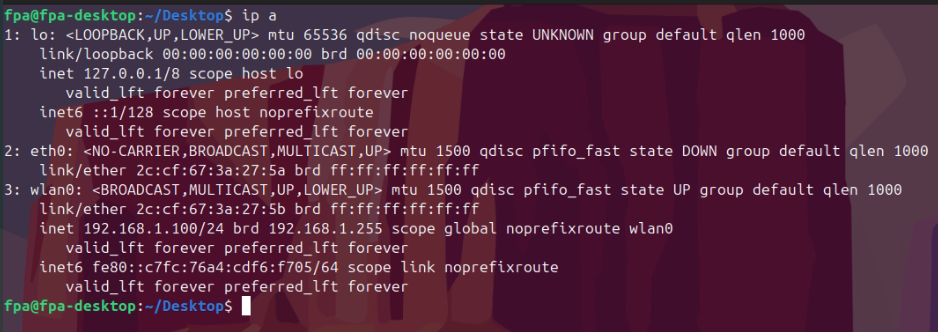 fpa@fpa-desktop:~/Desktop$ ip a
1: lo: <LOOPBACK,UP,LOWER_UP> mtu 65536 qdisc noqueue state UNKNOWN group default qlen 1000
    link/loopback 00:00:00:00:00:00 brd 00:00:00:00:00:00
    inet 127.0.0.1/8 scope host lo
       valid_lft forever preferred_lft forever
    inet6 ::1/128 scope host noprefixroute
       valid_lft forever preferred_lft forever
2: eth0: <NO-CARRIER,BROADCAST,MULTICAST,UP> mtu 1500 qdisc pfifo_fast state DOWN group default qlen 1000
    link/ether 2c:cf:67:3a:27:5a brd ff:ff:ff:ff:ff:ff
3: wlan0: <BROADCAST,MULTICAST,UP,LOWER_UP> mtu 1500 qdisc pfifo_fast state UP group default qlen 1000
    link/ether 2c:cf:67:3a:27:5b brd ff:ff:ff:ff:ff:ff
    inet 192.168.1.100/24 brd 192.168.1.255 scope global noprefixroute wlan0
       valid_lft forever preferred_lft forever
    inet6 fe80::c7fc:76a4:cdf6:f705/64 scope link noprefixroute
       valid_lft forever preferred_lft forever
fpa@fpa-desktop:~/Desktop$